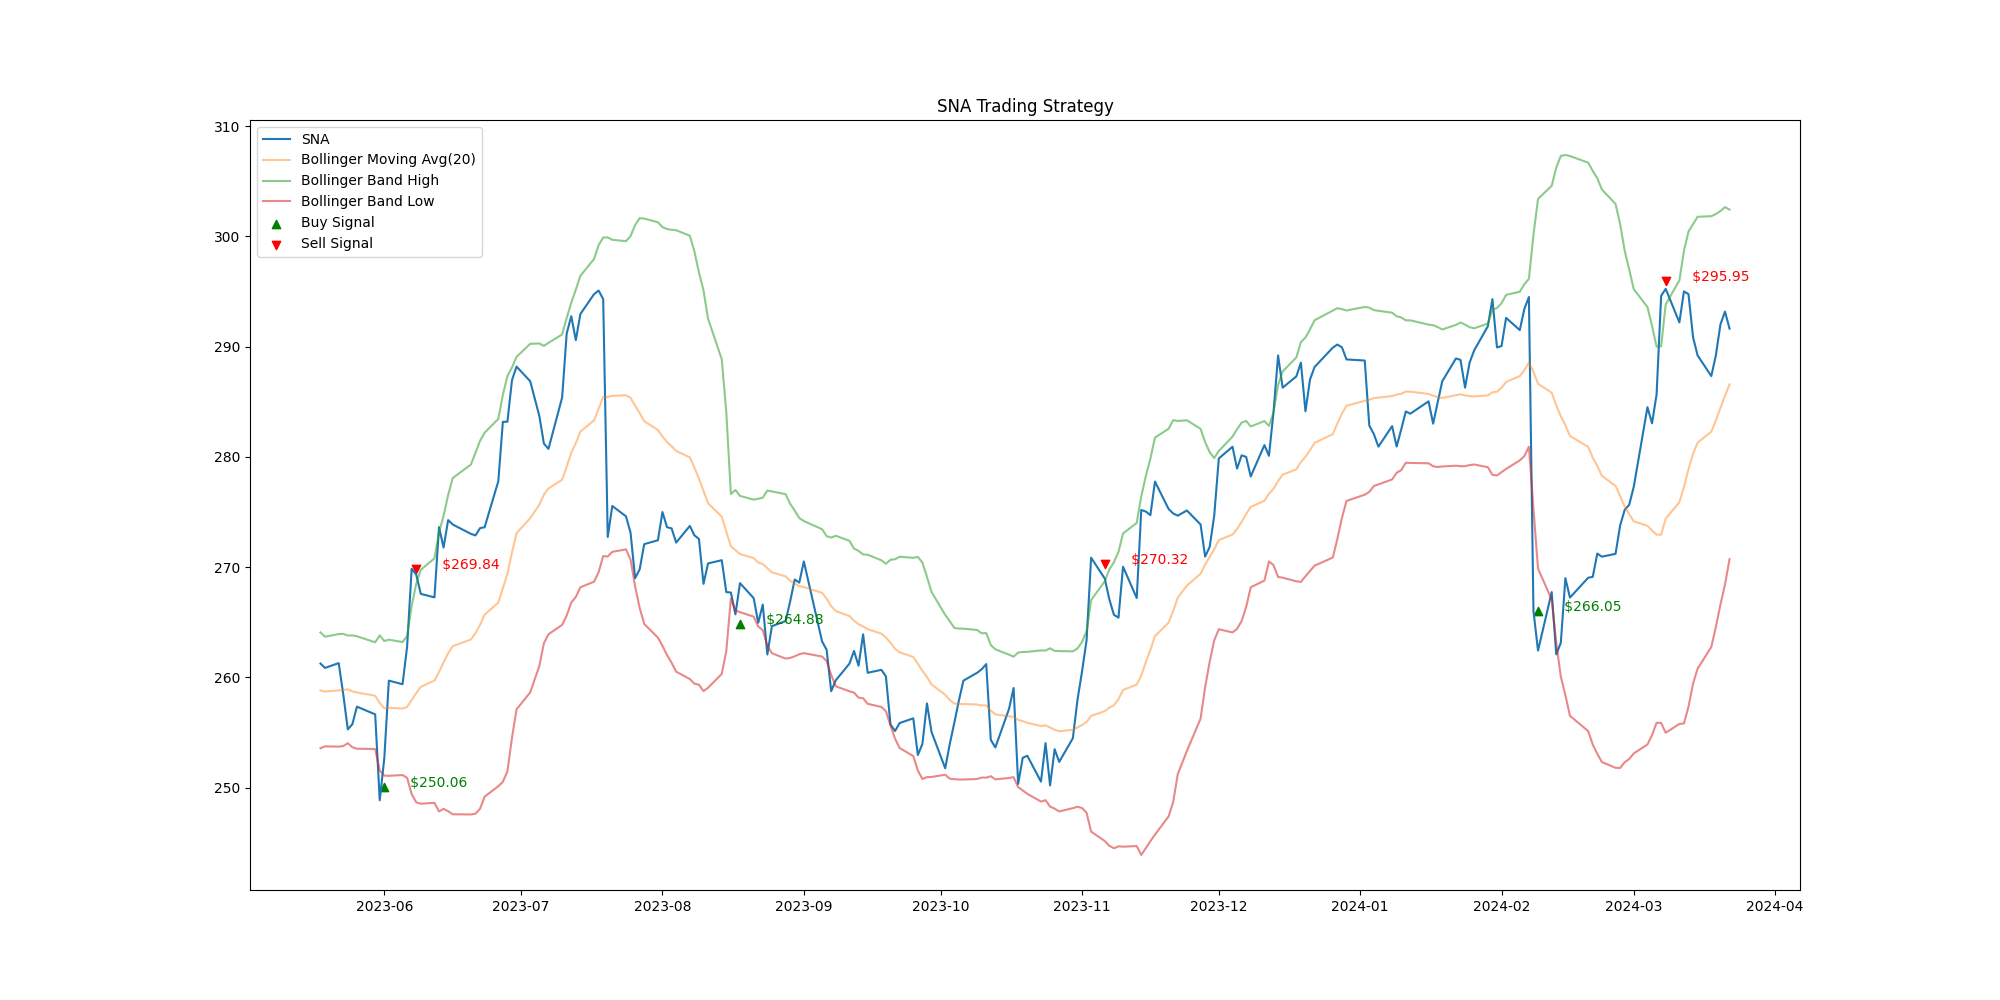 SNA Trading Strategy
310
300
290
280
270
260
250
SNA
Bollinger Moving Avg(20)
Bollinger Band High
Bollinger Band Low
Buy Signal
Sell Signal
$250.06
$269.84
$264.88
$270.32
$266.05
$295.95
2023-06 2023-07 2023-08 2023-09 2023-10 2023-11 2023-12 2024-01 2024-02 2024-03 2024-04